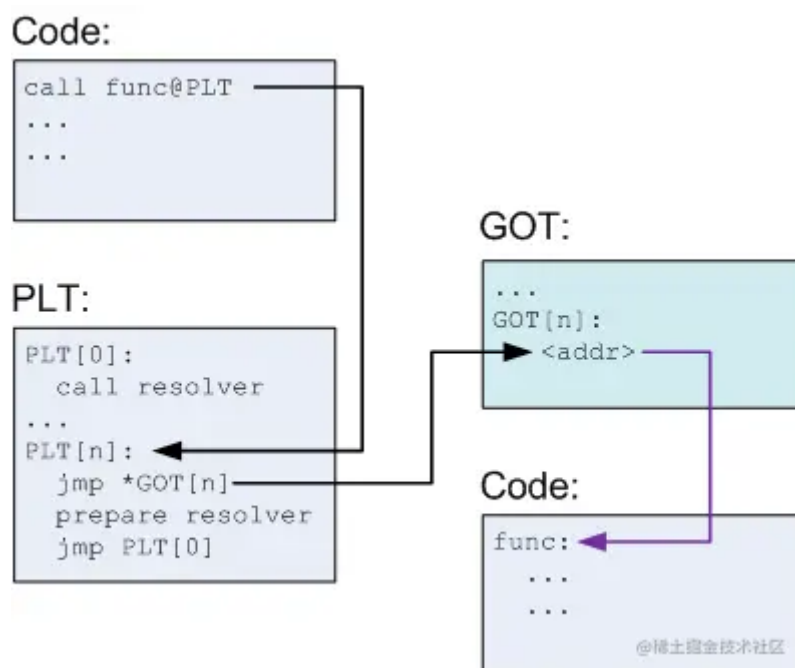 Code:
call func@PLT
...
...
PLT:
PLT[0]:
call resolver
...
PLT[n]:
jmp *GOT[n]
prepare resolver
jmp PLT[0]
GOT:
...
GOT[n]:
<addr>
Code:
func:
...
...
@稀土掘金技术社区